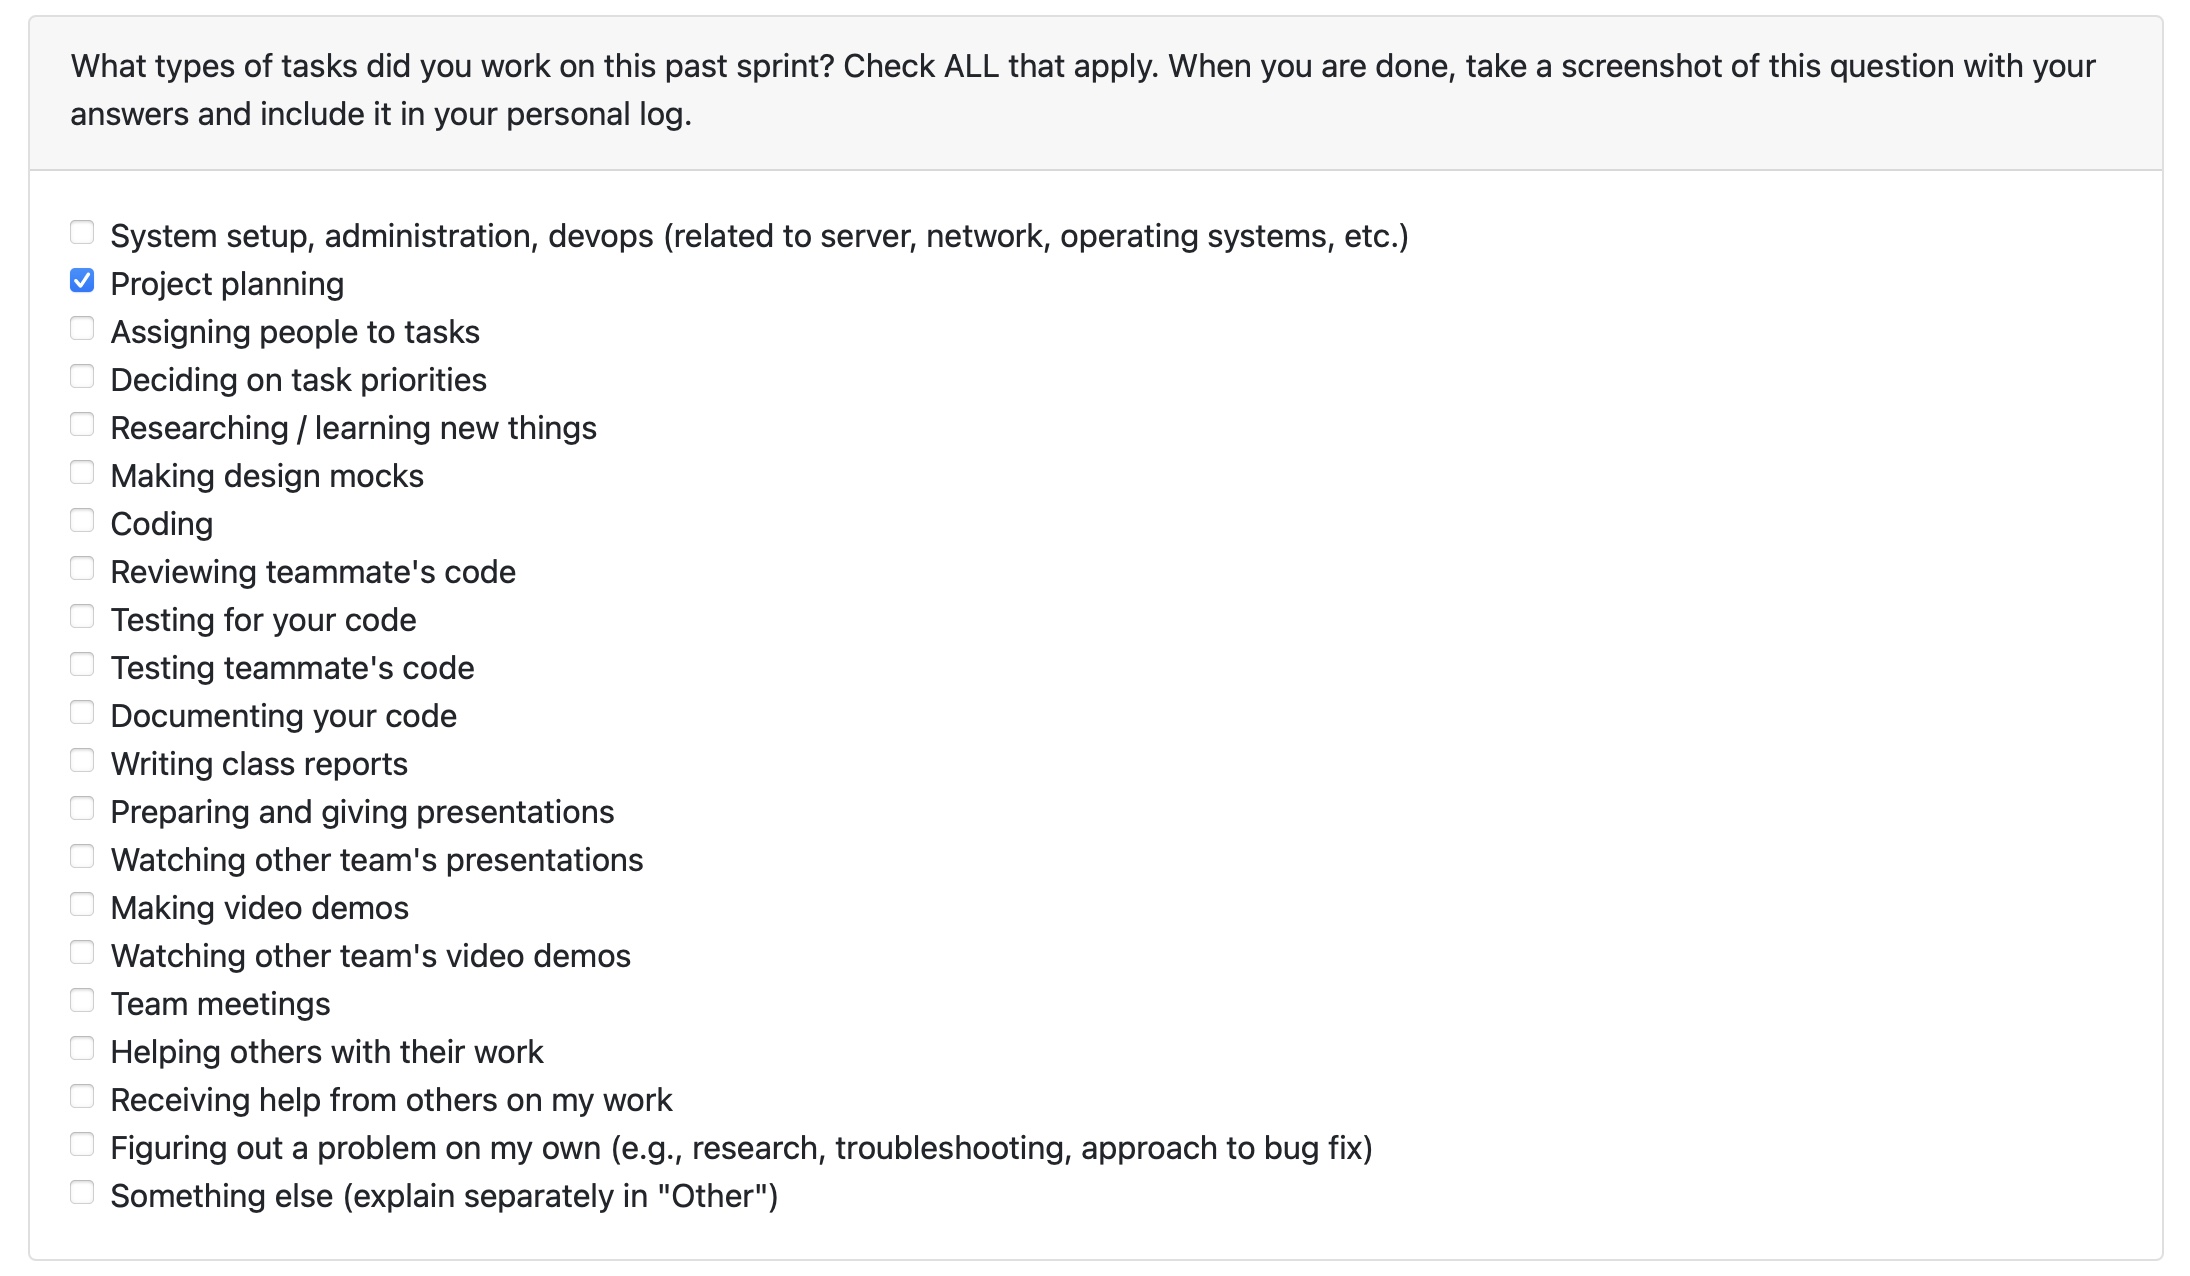 What types of tasks did you work on this past sprint? Check ALL that apply. When you are done, take a screenshot of this question with your
answers and include it in your personal log.
System setup, administration, devops (related to server, network, operating systems, etc.)
Project planning
Assigning people to tasks
Deciding on task priorities
Researching / learning new things
Making design mocks
Coding
Reviewing teammate's code
Testing for your code
Testing teammate's code
Documenting your code
Writing class reports
Preparing and giving presentations
Watching other team's presentations
Making video demos
Watching other team's video demos
Team meetings
Helping others with their work
Receiving help from others on my work
Figuring out a problem on my own (e.g., research, troubleshooting, approach to bug fix)
Something else (explain separately in "Other")